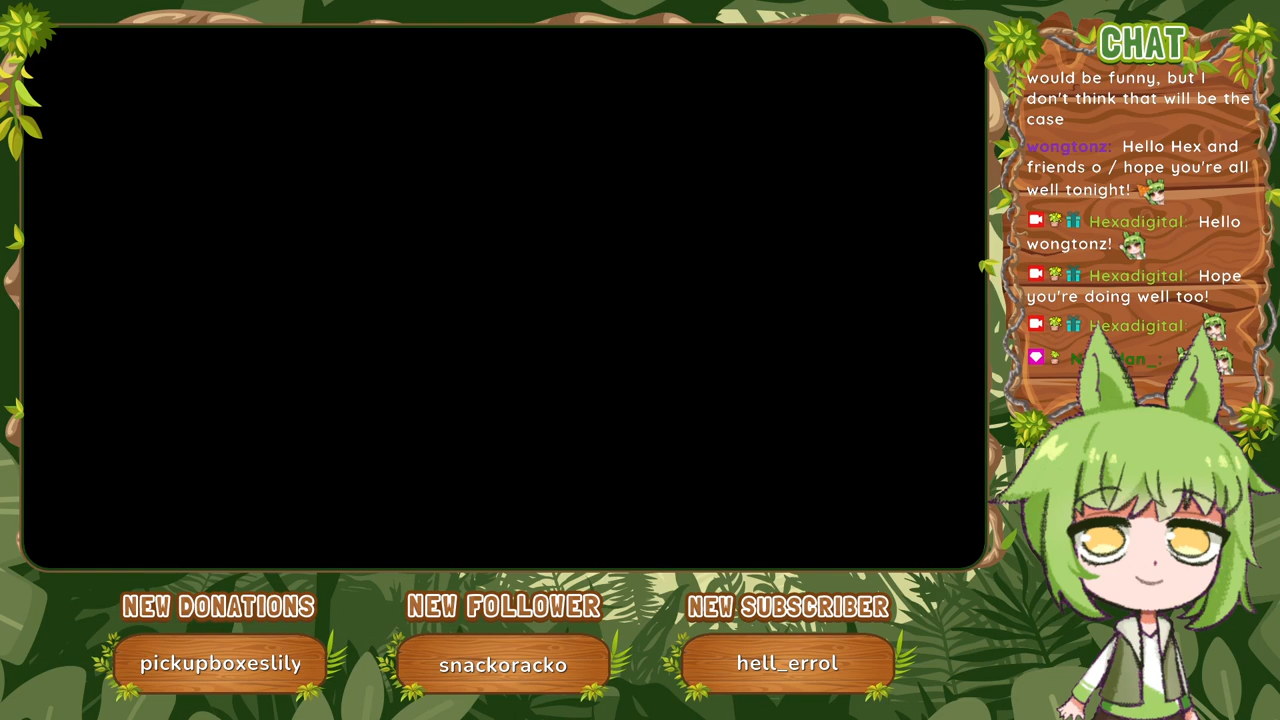 CHAT
would be funny, but I
don't think that will be the
case
wongtonz: Hello Hex and
friends o / hope you're all
well tonight!
Hexadigital: Hello
wongtonz!
Hexadigital: Hope
you're doing well too!
Hexadigital:
NEW DONATIONS
NEW FOLLOWER
NEW SUBSCRIBER
pickupboxeslily
snackoracko
hell_errol